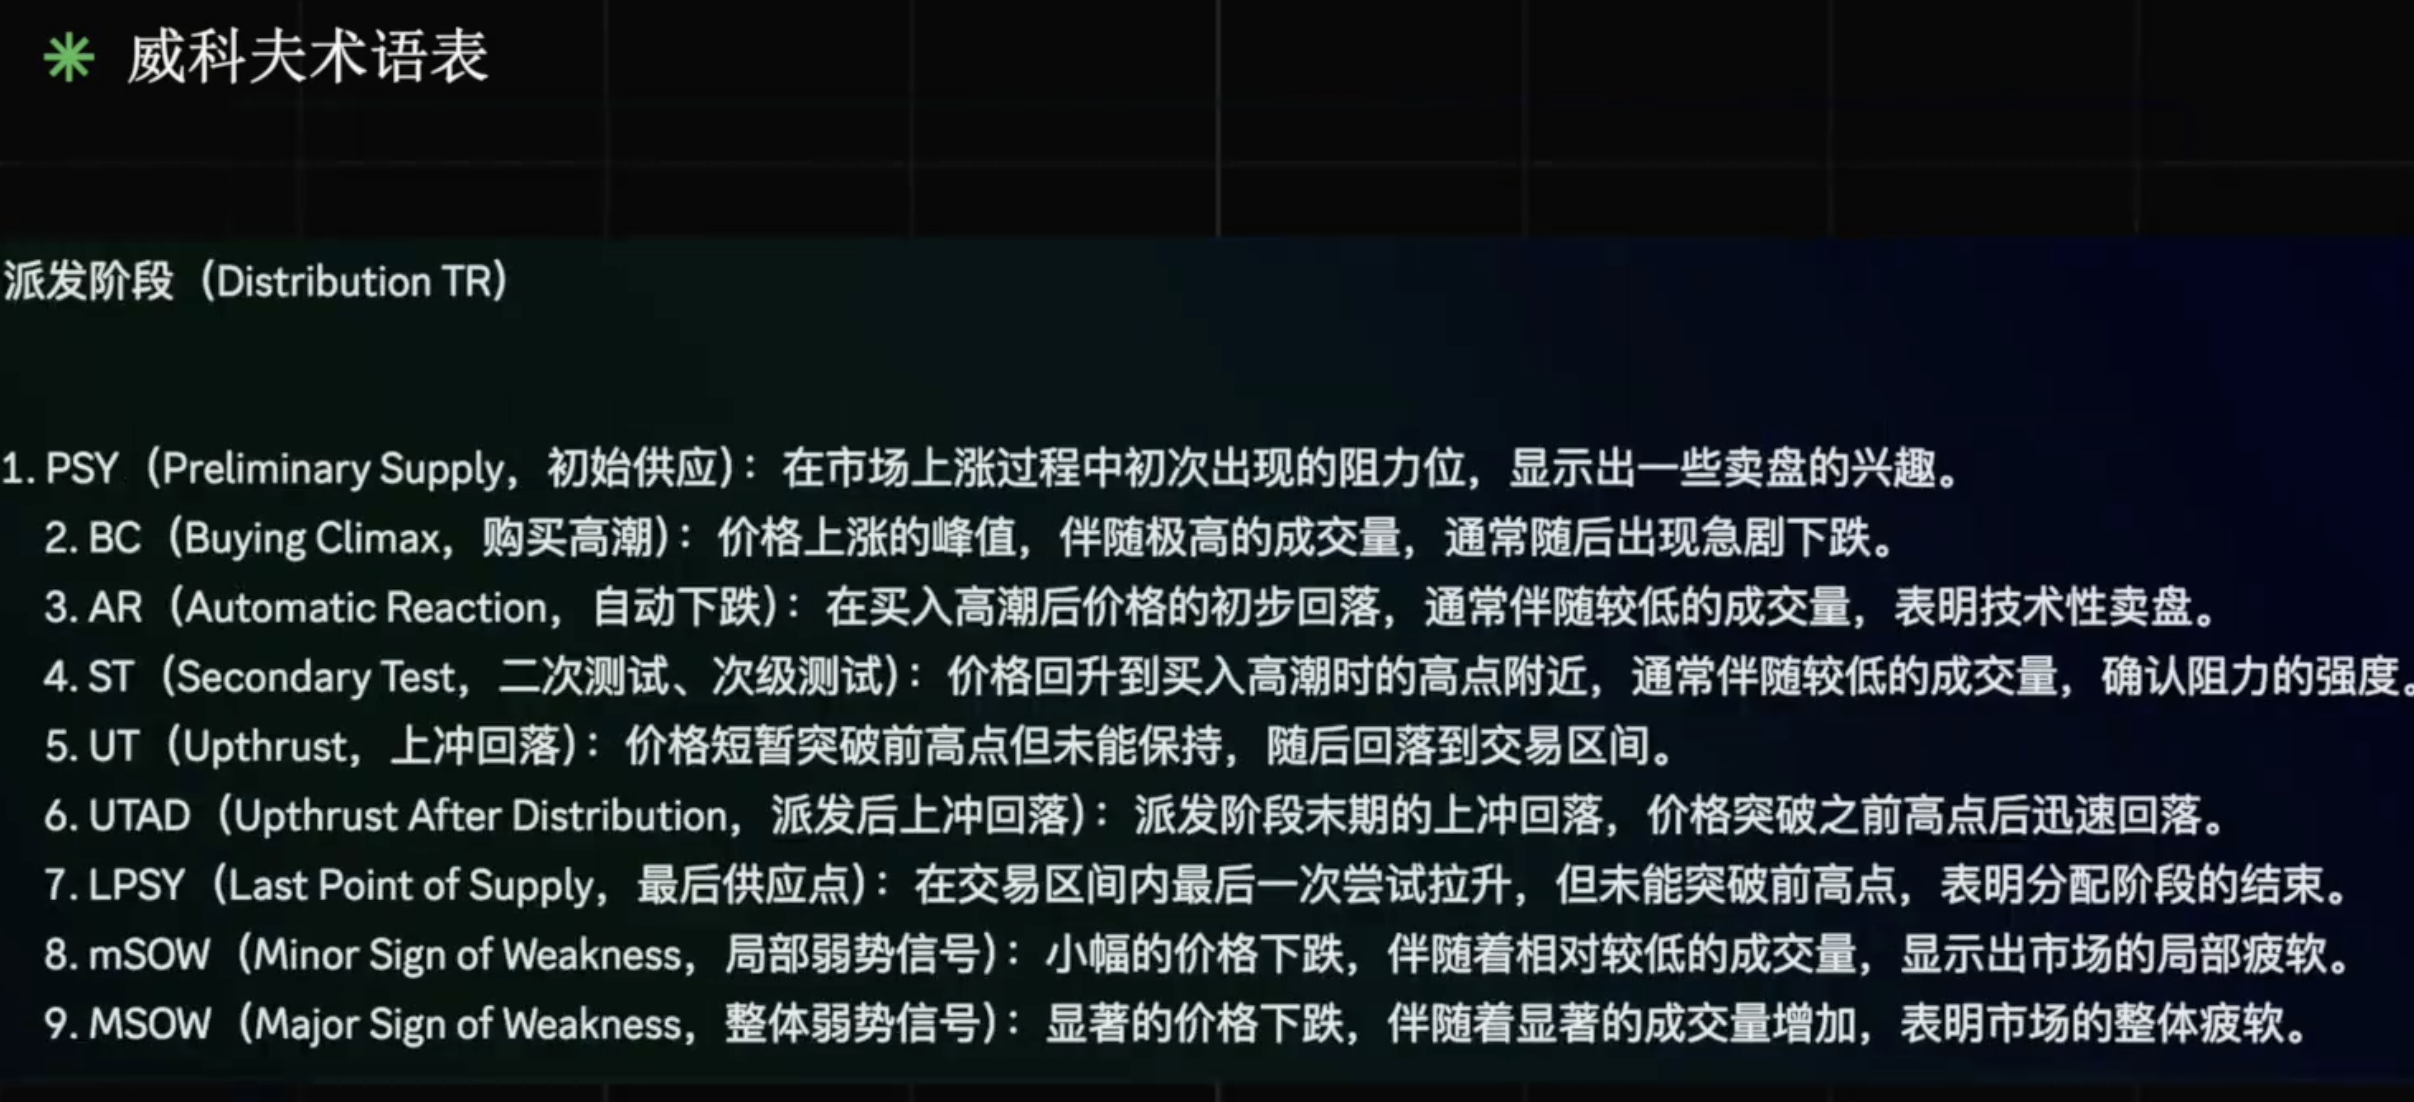 威科夫术语表
派发阶段（Distribution TR）
1. PSY（Preliminary Supply，初始供应）：在市场上涨过程中初次出现的阻力位，显示出一些卖盘的兴趣。
2. BC（Buying Climax，购买高潮）：价格上涨的峰值，伴随极高的成交量，通常随后出现急剧下跌。
3. AR（Automatic Reaction，自动下跌）：在买入高潮后价格的初步回落，通常伴随较低的成交量，表明技术性卖盘。
4. ST（Secondary Test，二次测试、次级测试）：价格回升到买入高潮时的高点附近，通常伴随较低的成交量，确认阻力的强度。
5. UT（Upthrust，上冲回落）：价格短暂突破前高点但未能保持，随后回落到交易区间。
6. UTAD（Upthrust After Distribution，派发后上冲回落）：派发阶段末期的上冲回落，价格突破之前高点后迅速回落。
7. LPSY（Last Point of Supply，最后供应点）：在交易区间内最后一次尝试拉升，但未能突破前高点，表明分配阶段的结束。
8. mSOW（Minor Sign of Weakness，局部弱势信号）：小幅的价格下跌，伴随着相对较低的成交量，显示出市场的局部疲软。
9. MSOW（Major Sign of Weakness，整体弱势信号）：显著的价格下跌，伴随着显著的成交量增加，表明市场的整体疲软。